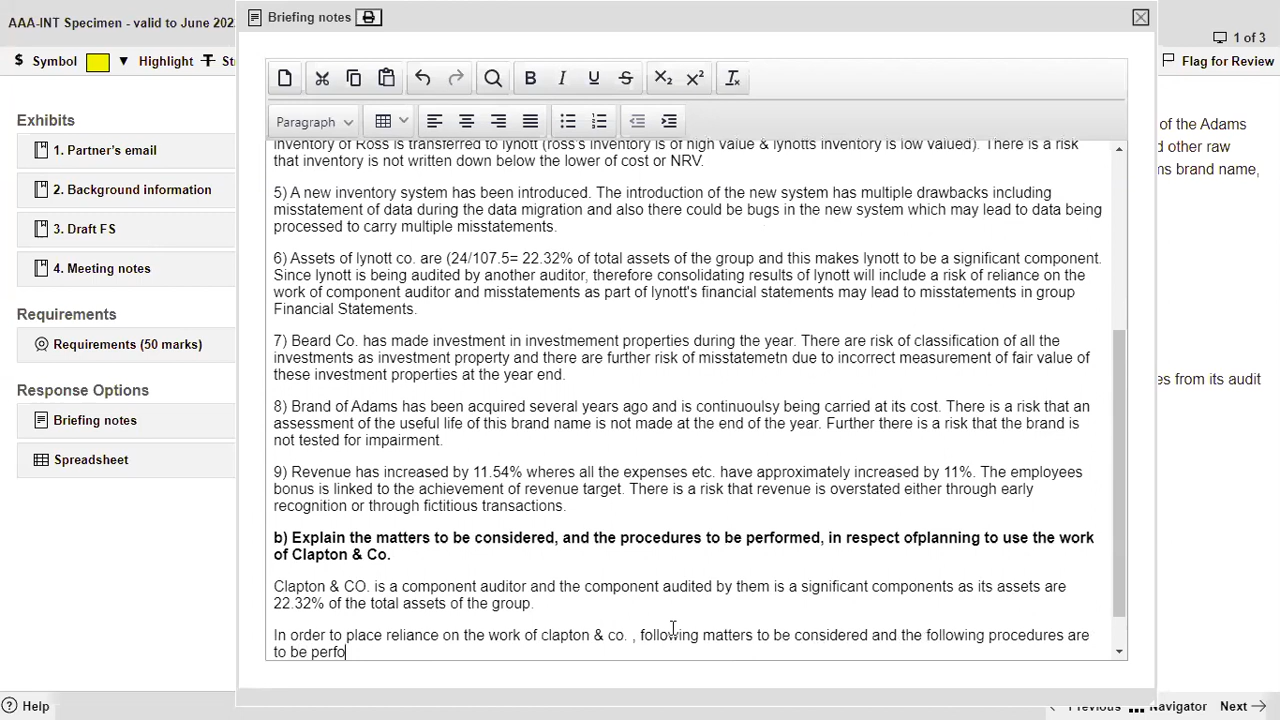 AAA-INT Specimen - valid to June 202
Briefing notes
1 of 3
Symbol
Highlight
Flag for Review
Exhibits
1. Partner's email
2. Background information
3. Draft FS
4. Meeting notes
Requirements
Requirements (50 marks)
Response Options
Briefing notes
Spreadsheet
Help
Paragraph
inventory of Ross is transferred to lynott (ross's inventory is of high value & lynotts inventory is low valued). There is a risk
that inventory is not written down below the lower of cost or NRV.
5) A new inventory system has been introduced. The introduction of the new system has multiple drawbacks including
misstatement of data during the data migration and also there could be bugs in the new system which may lead to data being
processed to carry multiple misstatements.
6) Assets of lynott co. are (24/107.5= 22.32% of total assets of the group and this makes lynott to be a significant component.
Since lynott is being audited by another auditor, therefore consolidating results of lynott will include a risk of reliance on the
work of component auditor and misstatements as part of lynott's financial statements may lead to misstatements in group
Financial Statements.
7) Beard Co. has made investment in investmement properties during the year. There are risk of classification of all the
investments as investment property and there are further risk of misstatemetn due to incorrect measurement of fair value of
these investment properties at the year end.
8) Brand of Adams has been acquired several years ago and is continuoulsy being carried at its cost. There is a risk that an
assessment of the useful life of this brand name is not made at the end of the year. Further there is a risk that the brand is
not tested for impairment.
9) Revenue has increased by 11.54% wheres all the expenses etc. have approximately increased by 11%. The employees
bonus is linked to the achievement of revenue target. There is a risk that revenue is overstated either through early
recognition or through fictitious transactions.
b) Explain the matters to be considered, and the procedures to be performed, in respect ofplanning to use the work
of Clapton & Co.
Clapton & CO. is a component auditor and the component audited by them is a significant components as its assets are
22.32% of the total assets of the group.
In order to place reliance on the work of clapton & co. , following matters to be considered and the following procedures are
to be perfo
of the Adams
nd other raw
ms brand name,
es from its audit
Previous
Navigator
Next